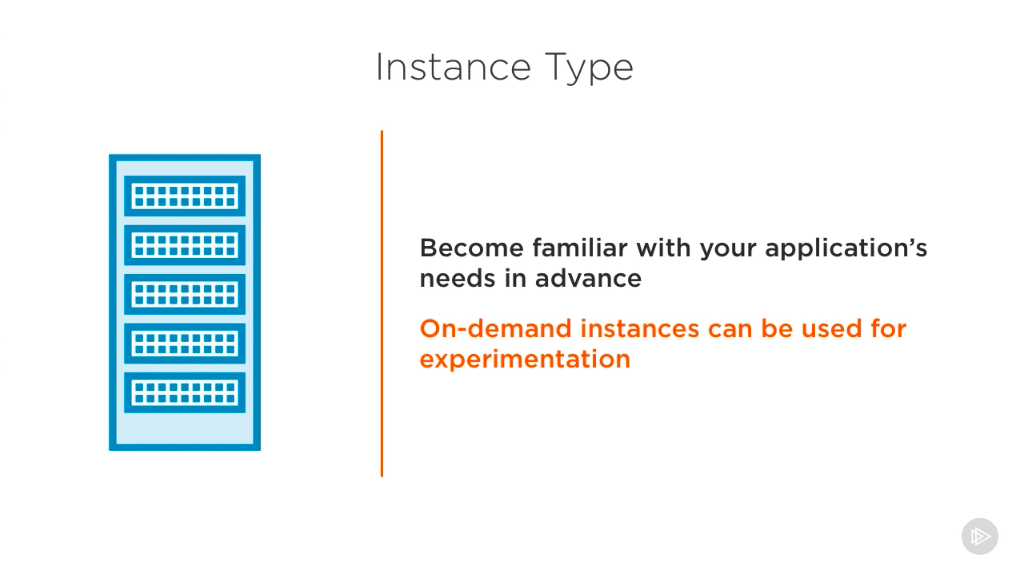 Instance Type
Become familiar with your application’s
needs in advance
On-demand instances can be used for
experimentation